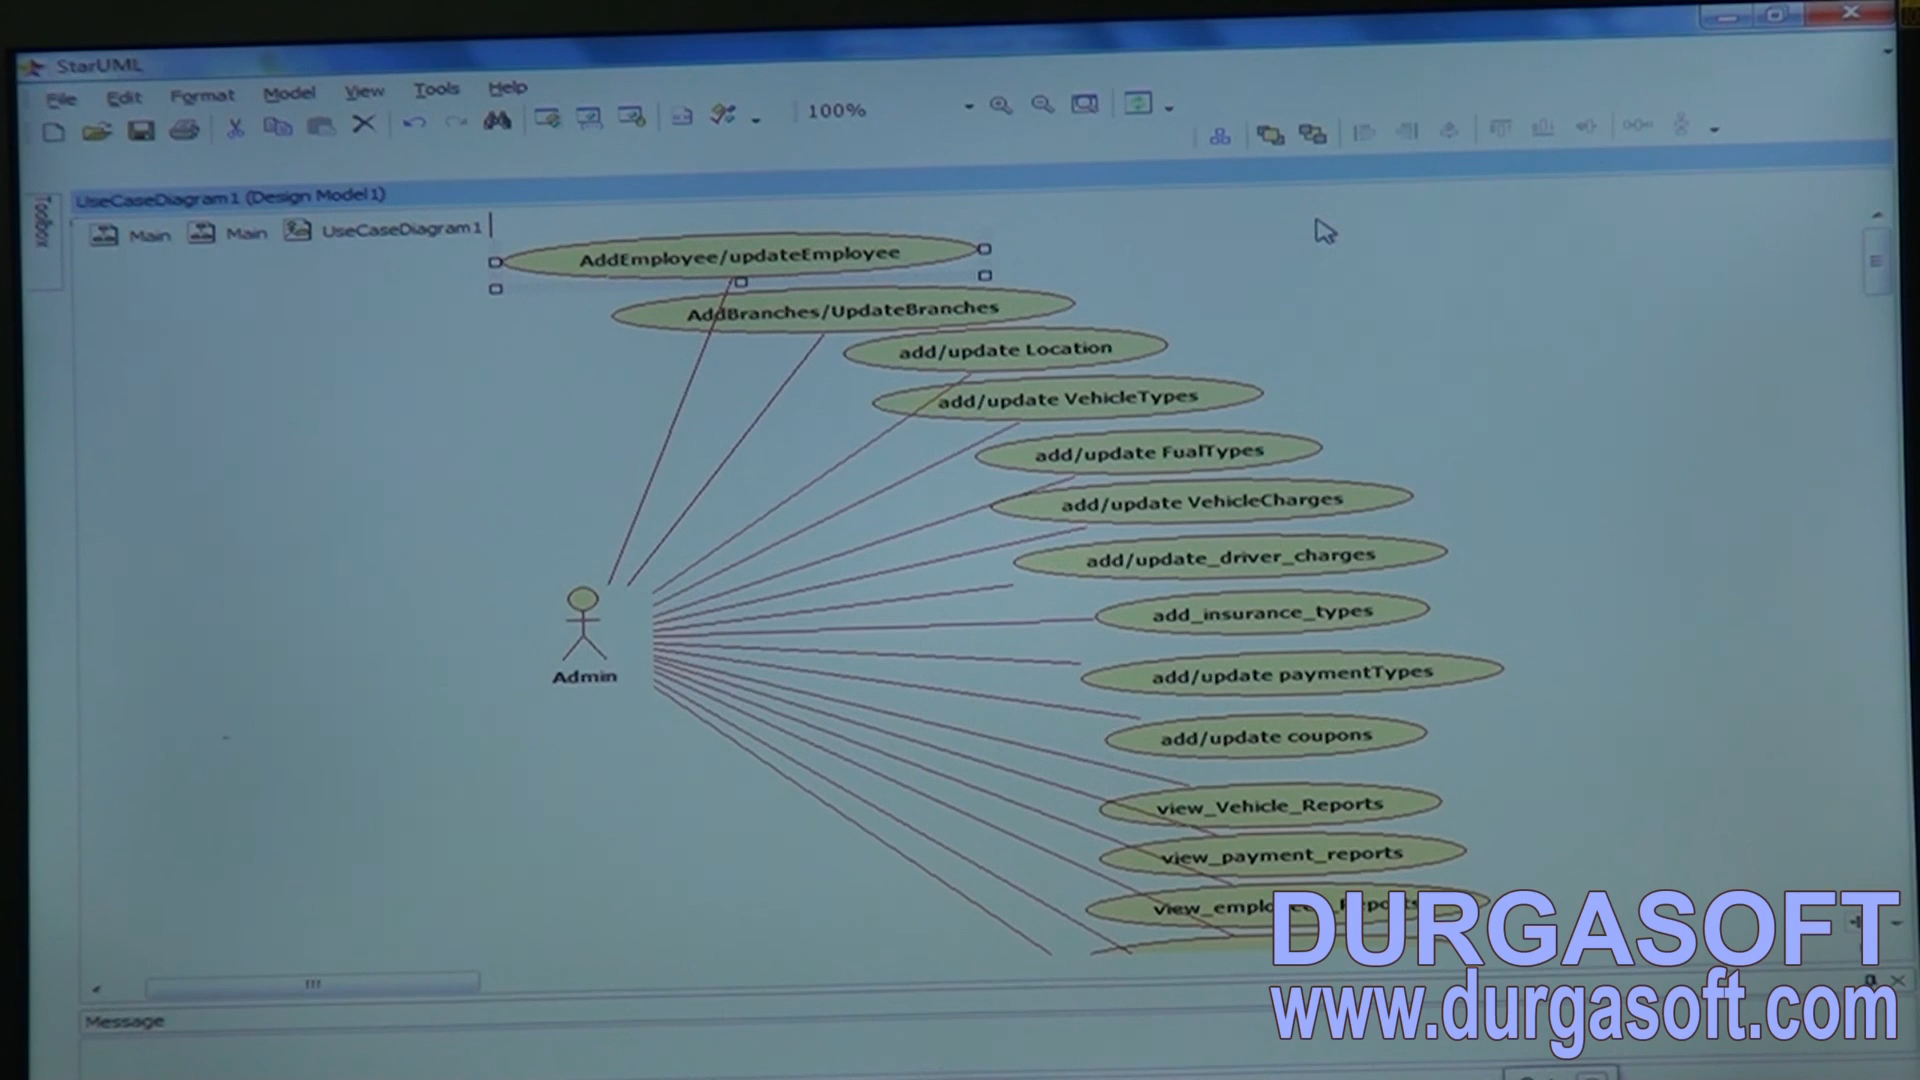 StarUML
File Edit Format Model View Tools Help
100%
Toolbox
UseCaseDiagram1 (Design Model1)
Main Main UseCaseDiagram1
AddEmployee/updateEmployee
AddBranches/UpdateBranches
add/update Location
add/update VehicleTypes
add/update FualTypes
add/update VehicleCharges
add/update_driver_charges
add_insurance_types
Admin
add/update paymentTypes
add/update coupons
view_Vehicle_Reports
view_payment_reports
DURGASOFT
www.durgasoft.com
Message